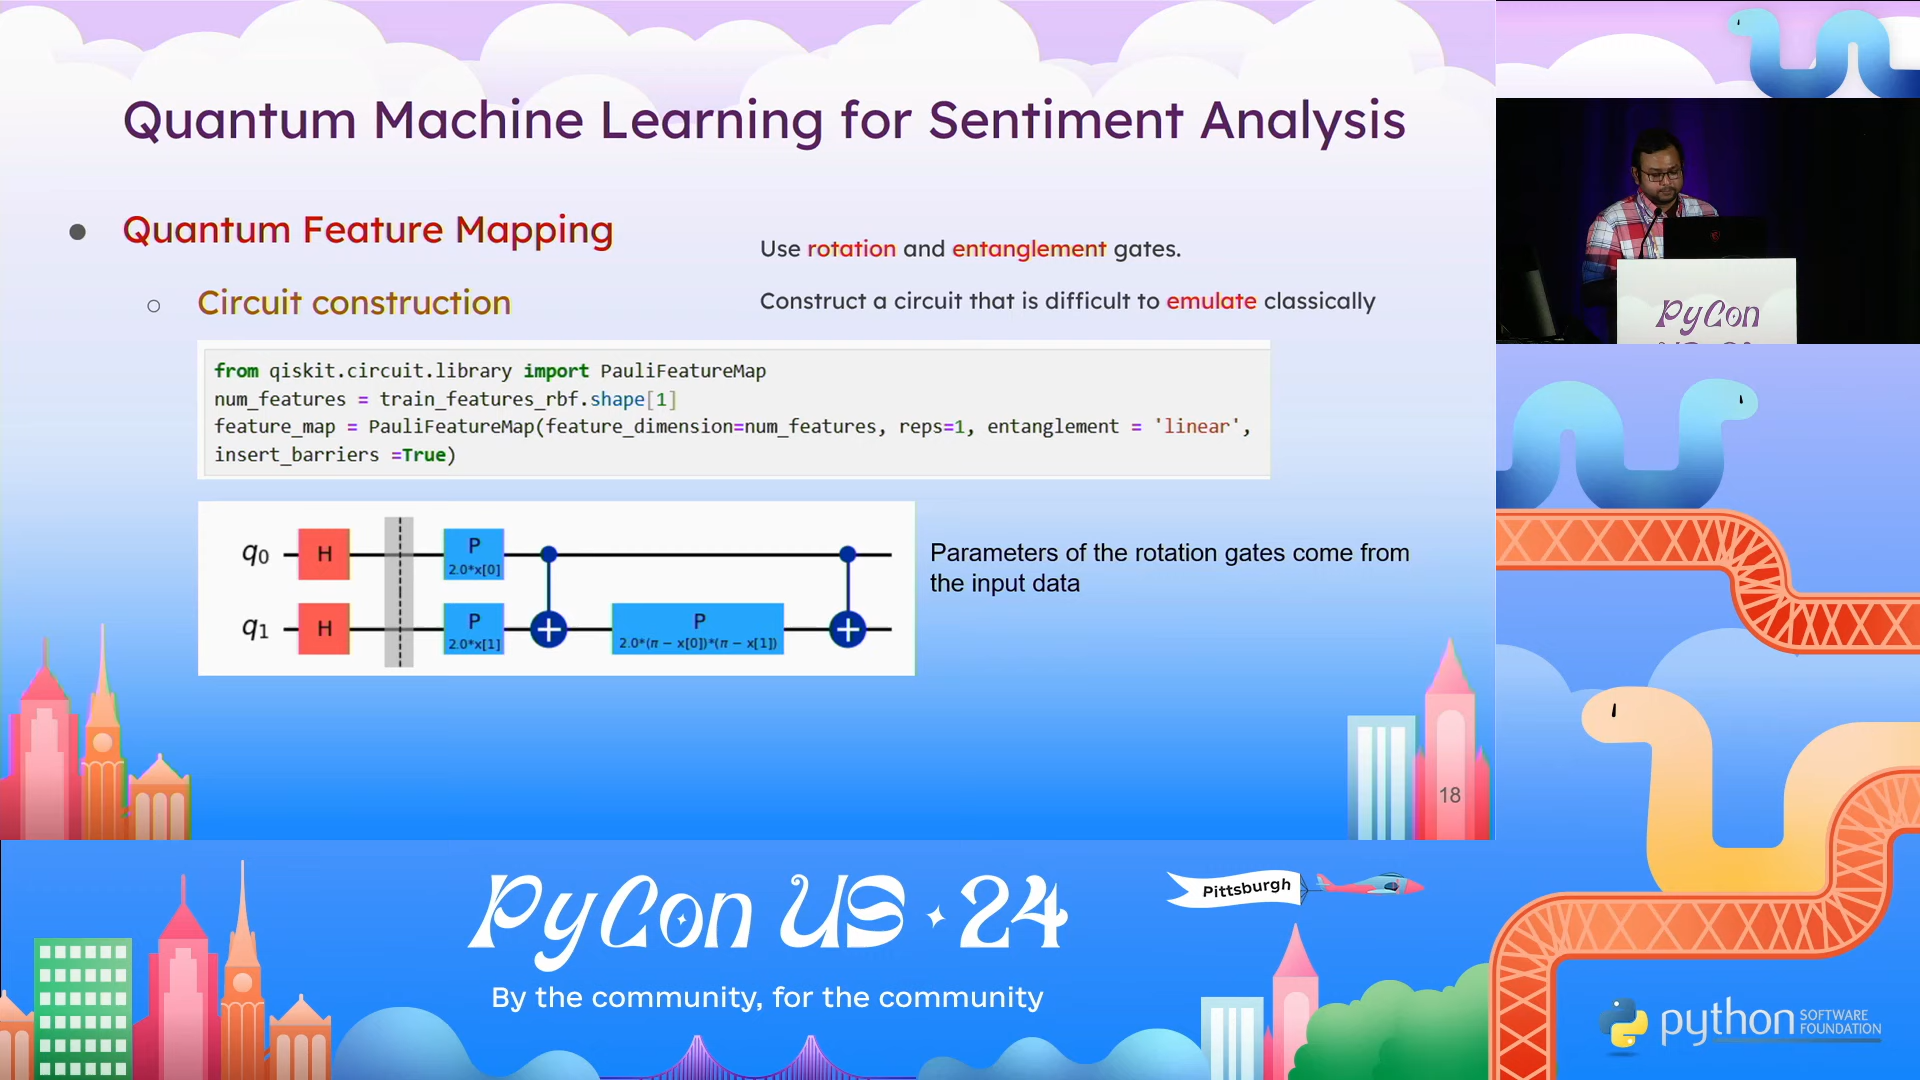 Quantum Machine Learning for Sentiment Analysis
● Quantum Feature Mapping
Use rotation and entanglement gates.
○ Circuit construction
Construct a circuit that is difficult to emulate classically
from qiskit.circuit.library import PauliFeatureMap
num_features = train_features_rbf.shape[1]
feature_map = PauliFeatureMap(feature_dimension=num_features, reps=1, entanglement = 'linear',
insert_barriers =True)
q0 H P 2.0*x[0]
q1 H P 2.0*x[1] P 2.0*(π − x[0])*(π − x[1])
Parameters of the rotation gates come from
the input data
18
PyCon
PyCon US 24
Pittsburgh
By the community, for the community
python SOFTWARE FOUNDATION